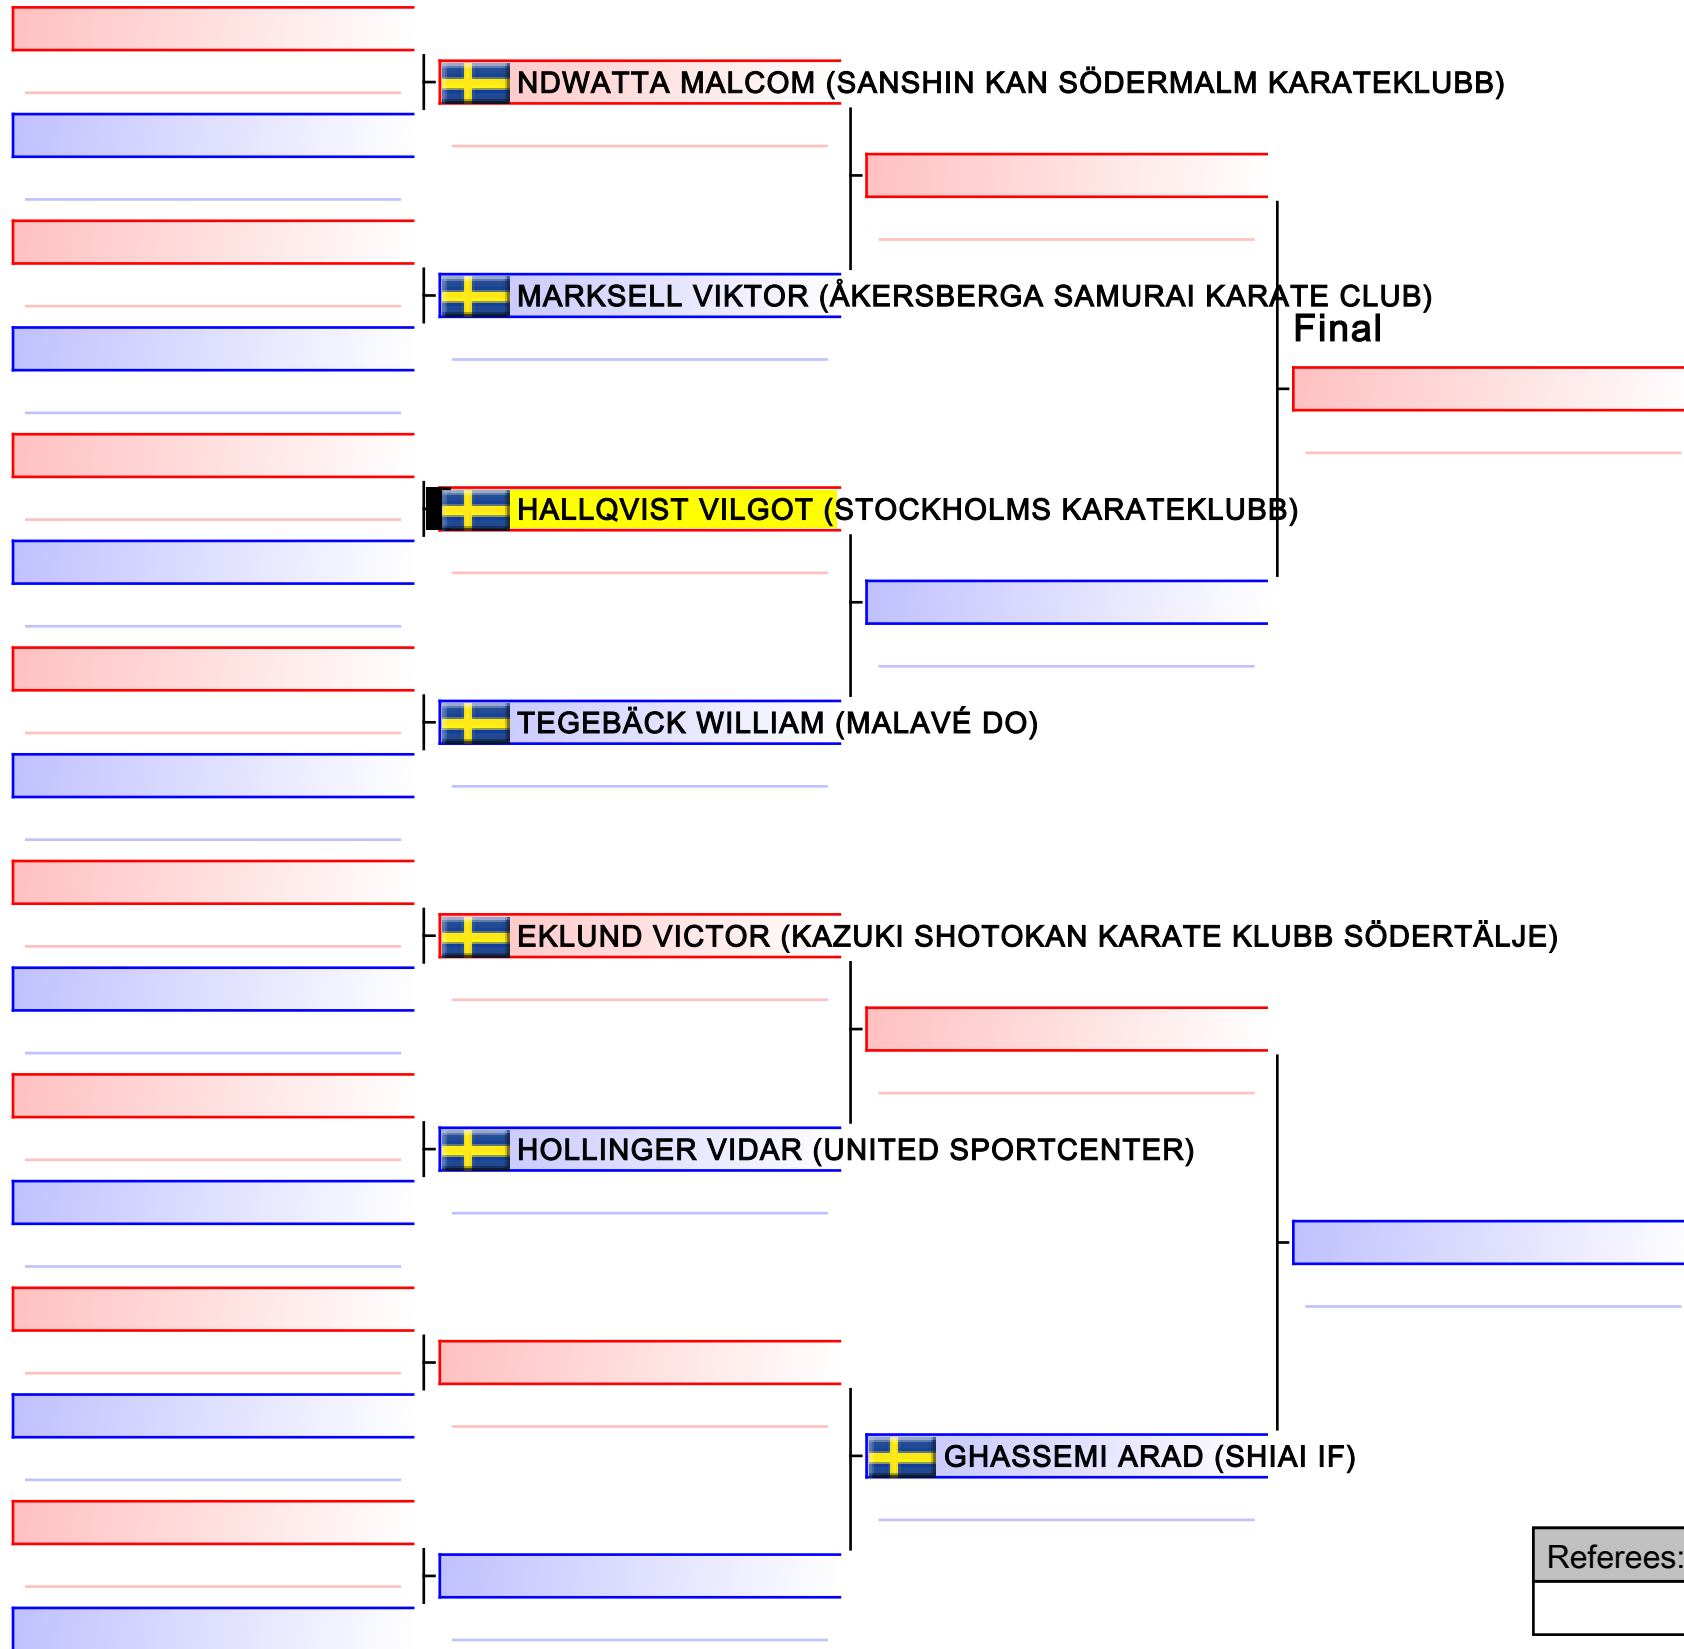 NDWATTA MALCOM (SANSHIN KAN SÖDERMALM KARATEKLUBB)
MARKSELL VIKTOR (ÅKERSBERGA SAMURAI KARATE CLUB)
Final
HALLQVIST VILGOT (STOCKHOLMS KARATEKLUBB)
TEGEBÄCK WILLIAM (MALAVÉ DO)
EKLUND VICTOR (KAZUKI SHOTOKAN KARATE KLUBB SÖDERTÄLJE)
HOLLINGER VIDAR (UNITED SPORTCENTER)
GHASSEMI ARAD (SHIAI IF)
Referees: